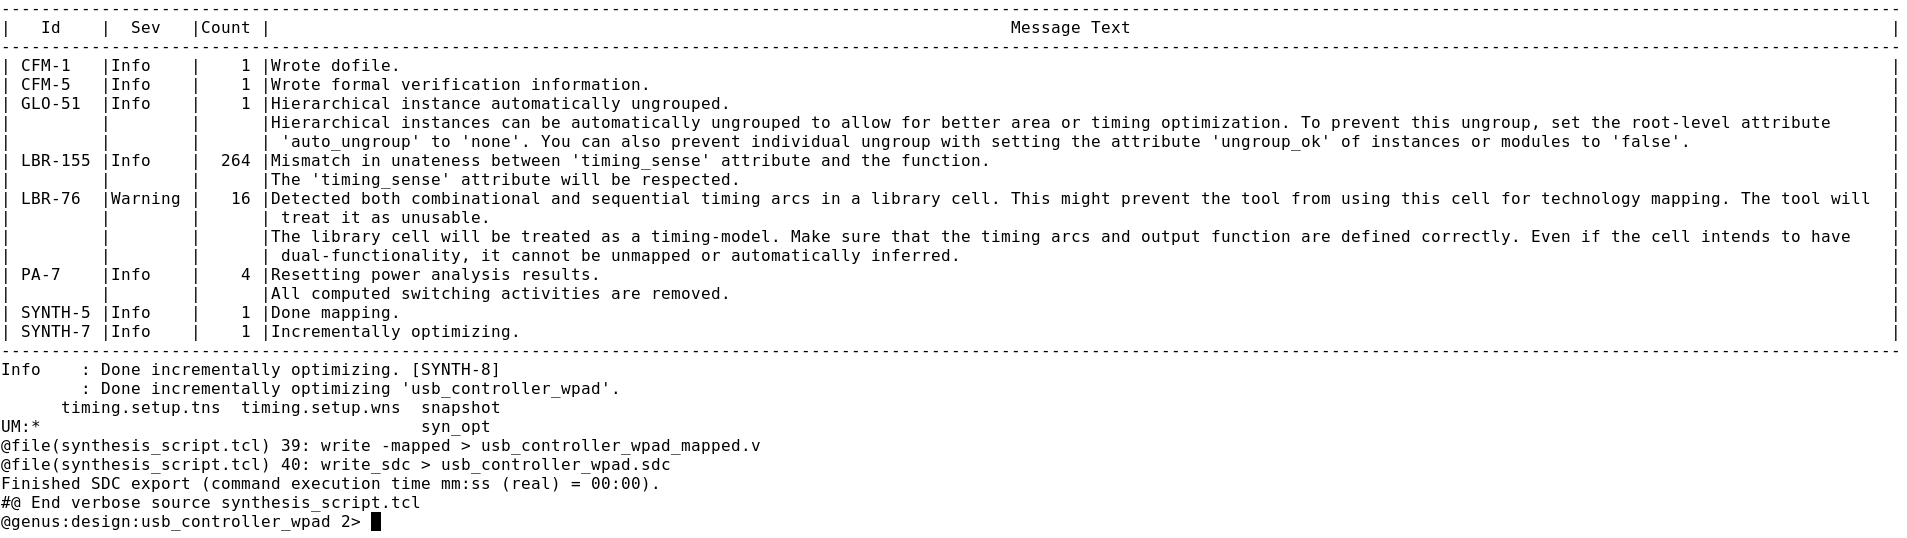 --------------------------------------------------------------------------------------------------------------------------------------------------------------------------------------------
|   Id    |  Sev   |Count |                                                                          Message Text                                                                            |
--------------------------------------------------------------------------------------------------------------------------------------------------------------------------------------------
| CFM-1   |Info    |    1 |Wrote dofile. |
| CFM-5   |Info    |    1 |Wrote formal verification information. |
| GLO-51  |Info    |    1 |Hierarchical instance automatically ungrouped. |
|         |        |      |Hierarchical instances can be automatically ungrouped to allow for better area or timing optimization. To prevent this ungroup, set the root-level attribute |
|         |        |      | 'auto_ungroup' to 'none'. You can also prevent individual ungroup with setting the attribute 'ungroup_ok' of instances or modules to 'false'. |
| LBR-155 |Info    |  264 |Mismatch in unateness between 'timing_sense' attribute and the function. |
|         |        |      |The 'timing_sense' attribute will be respected. |
| LBR-76  |Warning |   16 |Detected both combinational and sequential timing arcs in a library cell. This might prevent the tool from using this cell for technology mapping. The tool will |
|         |        |      | treat it as unusable. |
|         |        |      |The library cell will be treated as a timing-model. Make sure that the timing arcs and output function are defined correctly. Even if the cell intends to have |
|         |        |      | dual-functionality, it cannot be unmapped or automatically inferred. |
| PA-7    |Info    |    4 |Resetting power analysis results. |
|         |        |      |All computed switching activities are removed. |
| SYNTH-5 |Info    |    1 |Done mapping. |
| SYNTH-7 |Info    |    1 |Incrementally optimizing. |
--------------------------------------------------------------------------------------------------------------------------------------------------------------------------------------------
Info    : Done incrementally optimizing. [SYNTH-8]
        : Done incrementally optimizing 'usb_controller_wpad'.
      timing.setup.tns  timing.setup.wns  snapshot
UM:*                                      syn_opt
@file(synthesis_script.tcl) 39: write -mapped > usb_controller_wpad_mapped.v
@file(synthesis_script.tcl) 40: write_sdc > usb_controller_wpad.sdc
Finished SDC export (command execution time mm:ss (real) = 00:00).
#@ End verbose source synthesis_script.tcl
@genus:design:usb_controller_wpad 2>